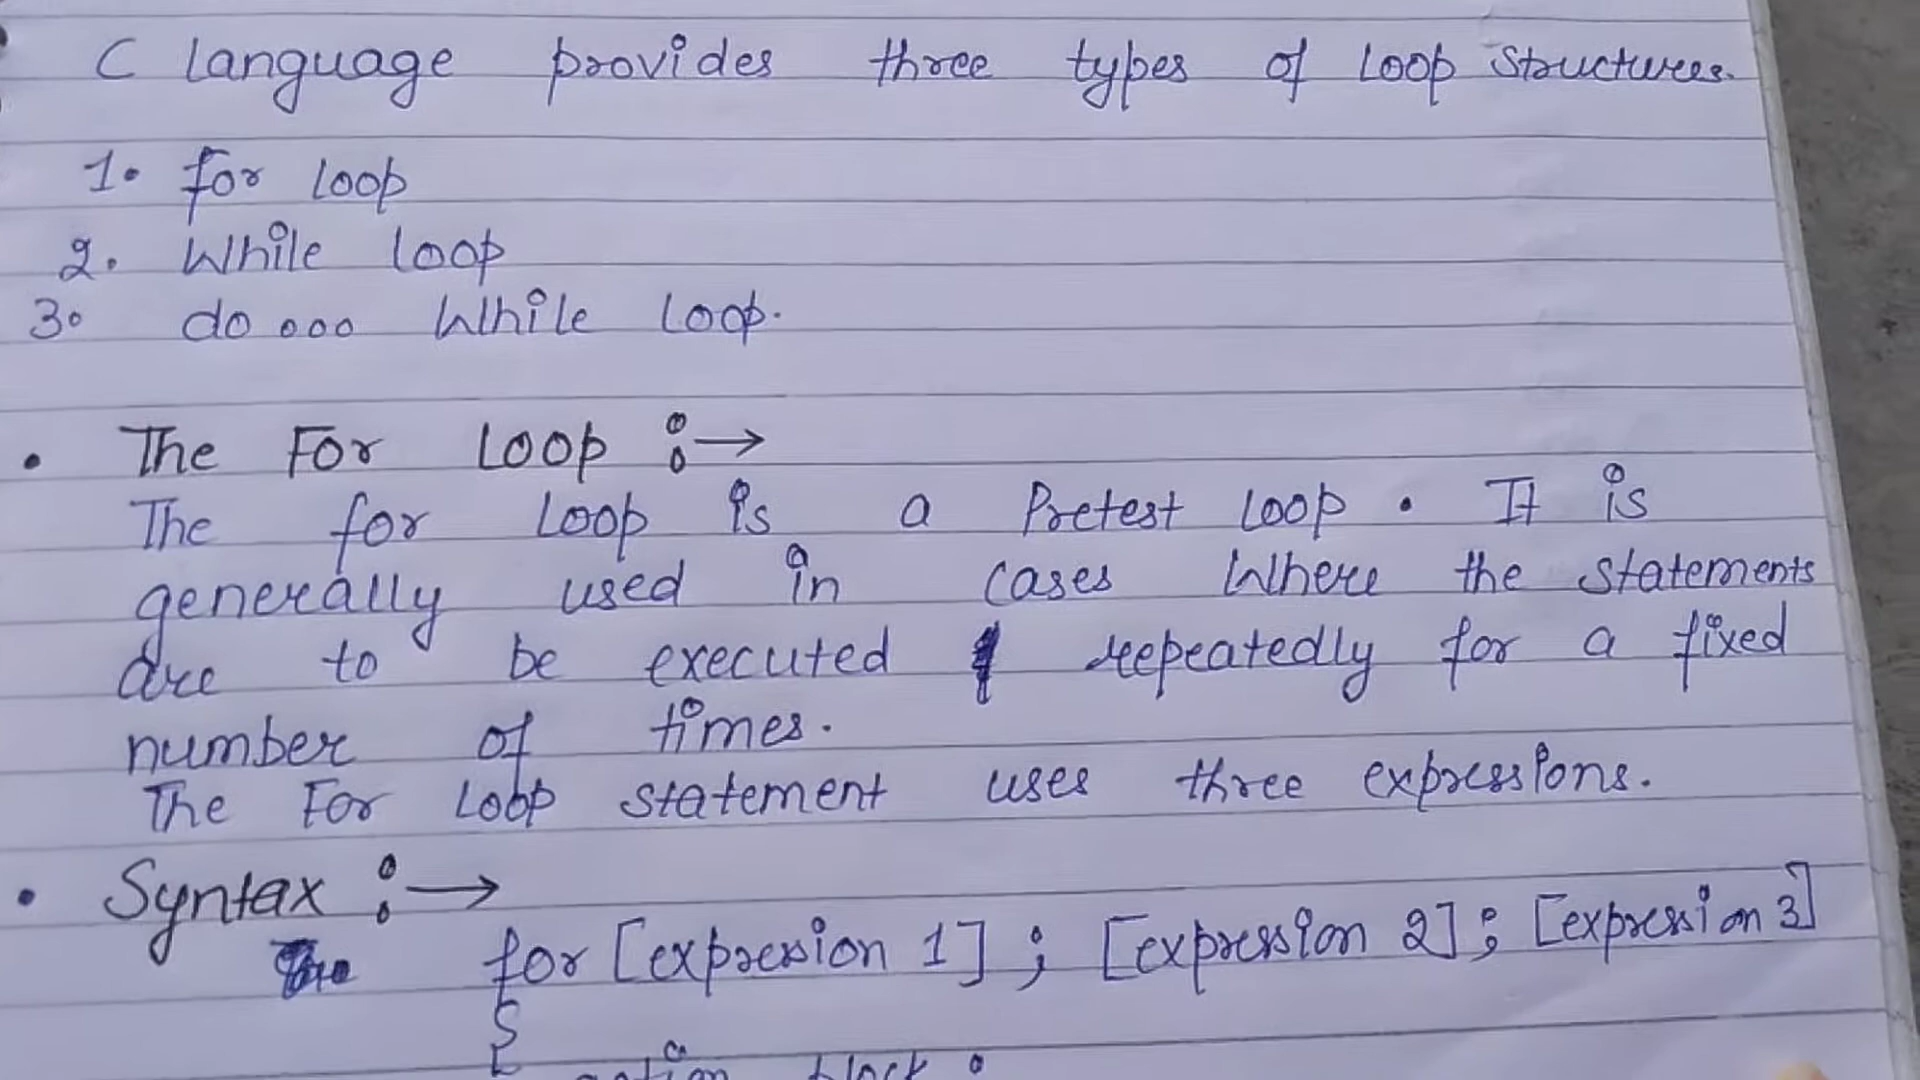 C language provides three types of Loop Structures.
1. for loop
2. While loop
3. do ... While Loop.
• The For Loop :→
The for Loop is a Pretest Loop. It is
generally used in cases Where the statements
are to be executed repeatedly for a fixed
number of times.
The For Loop statement uses three expressions.
• Syntax :→
for [expression 1] ; [expression 2] ; [expression 3]
{
block ;